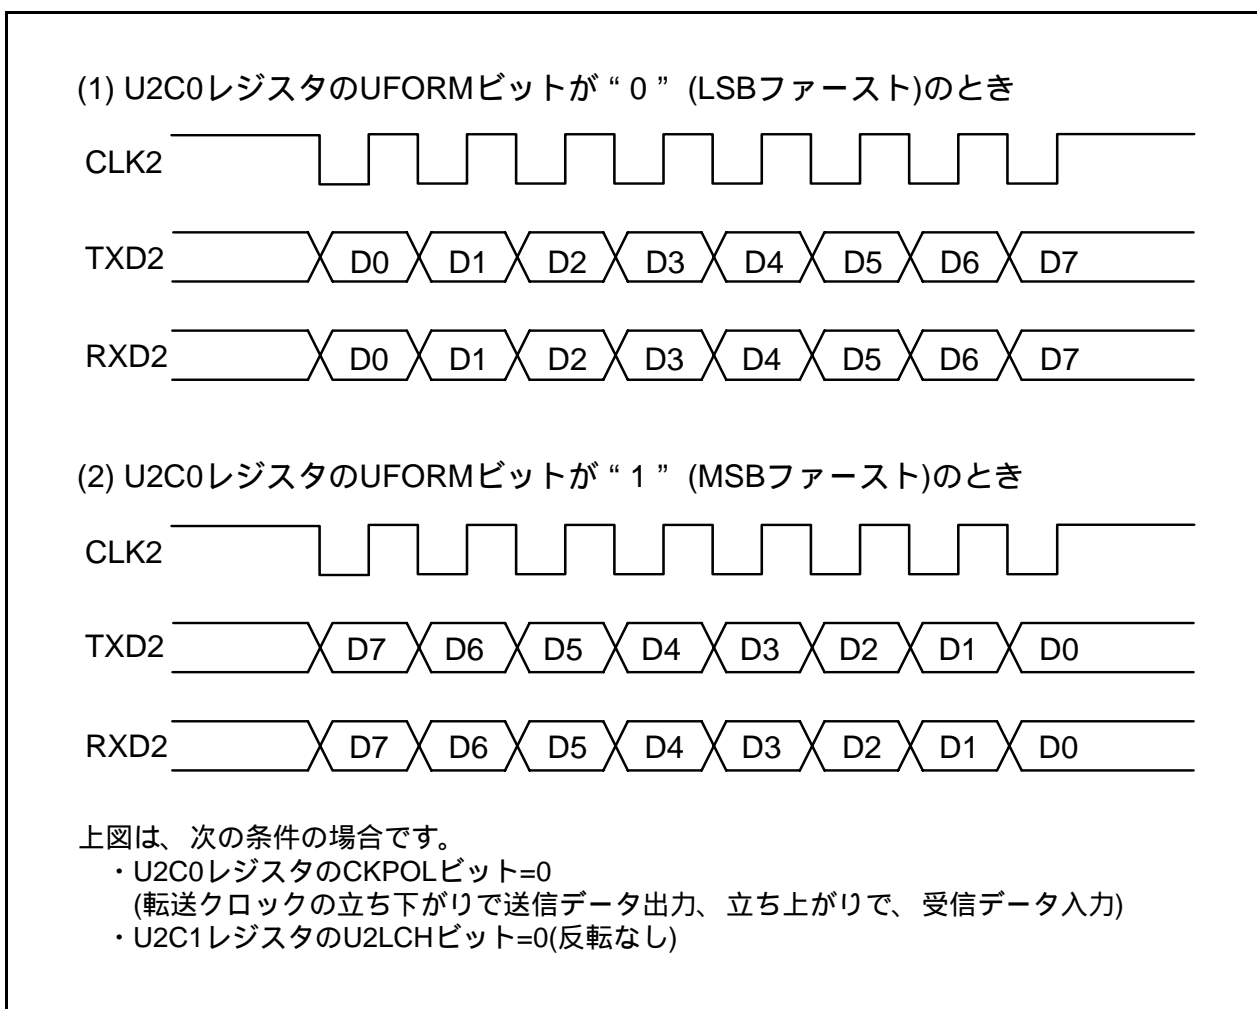 (1) U2C0レジスタのUFORMビットが“0”(LSBファースト)のとき
CLK2
TXD2 D0 D1 D2 D3 D4 D5 D6 D7
RXD2 D0 D1 D2 D3 D4 D5 D6 D7
(2) U2C0レジスタのUFORMビットが“1”(MSBファースト)のとき
CLK2
TXD2 D7 D6 D5 D4 D3 D2 D1 D0
RXD2 D7 D6 D5 D4 D3 D2 D1 D0
上図は、次の条件の場合です。
・U2C0レジスタのCKPOLビット=0
(転送クロックの立ち下がりで送信データ出力、立ち上がりで、受信データ入力)
・U2C1レジスタのU2LCHビット=0(反転なし)